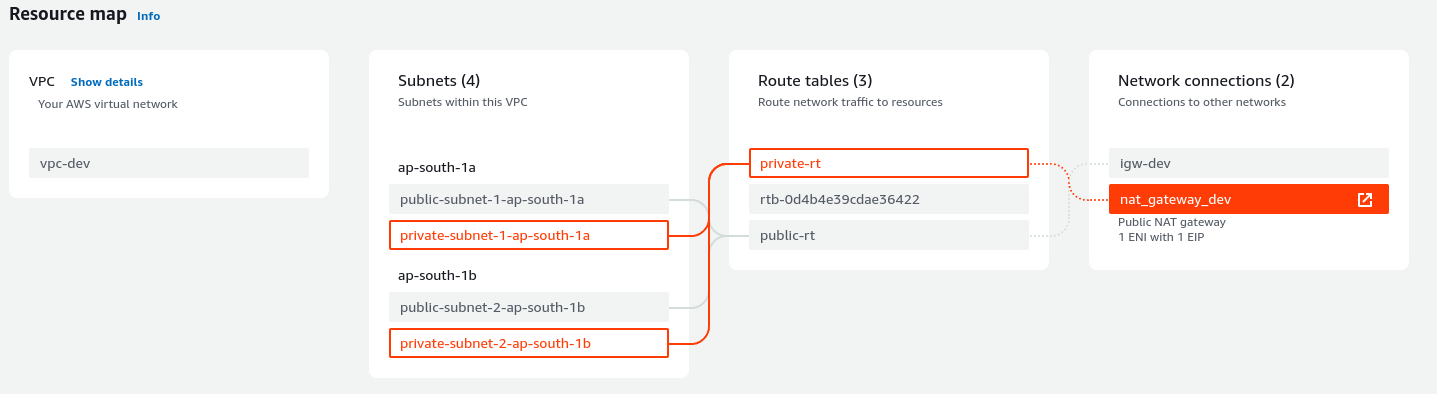 Resource map Info
VPC Show details
Your AWS virtual network
vpc-dev
Subnets (4)
Subnets within this VPC
ap-south-1a
public-subnet-1-ap-south-1a
private-subnet-1-ap-south-1a
ap-south-1b
public-subnet-2-ap-south-1b
private-subnet-2-ap-south-1b
Route tables (3)
Route network traffic to resources
private-rt
rtb-0d4b4e39cdae36422
public-rt
Network connections (2)
Connections to other networks
igw-dev
nat_gateway_dev
Public NAT gateway
1 ENI with 1 EIP